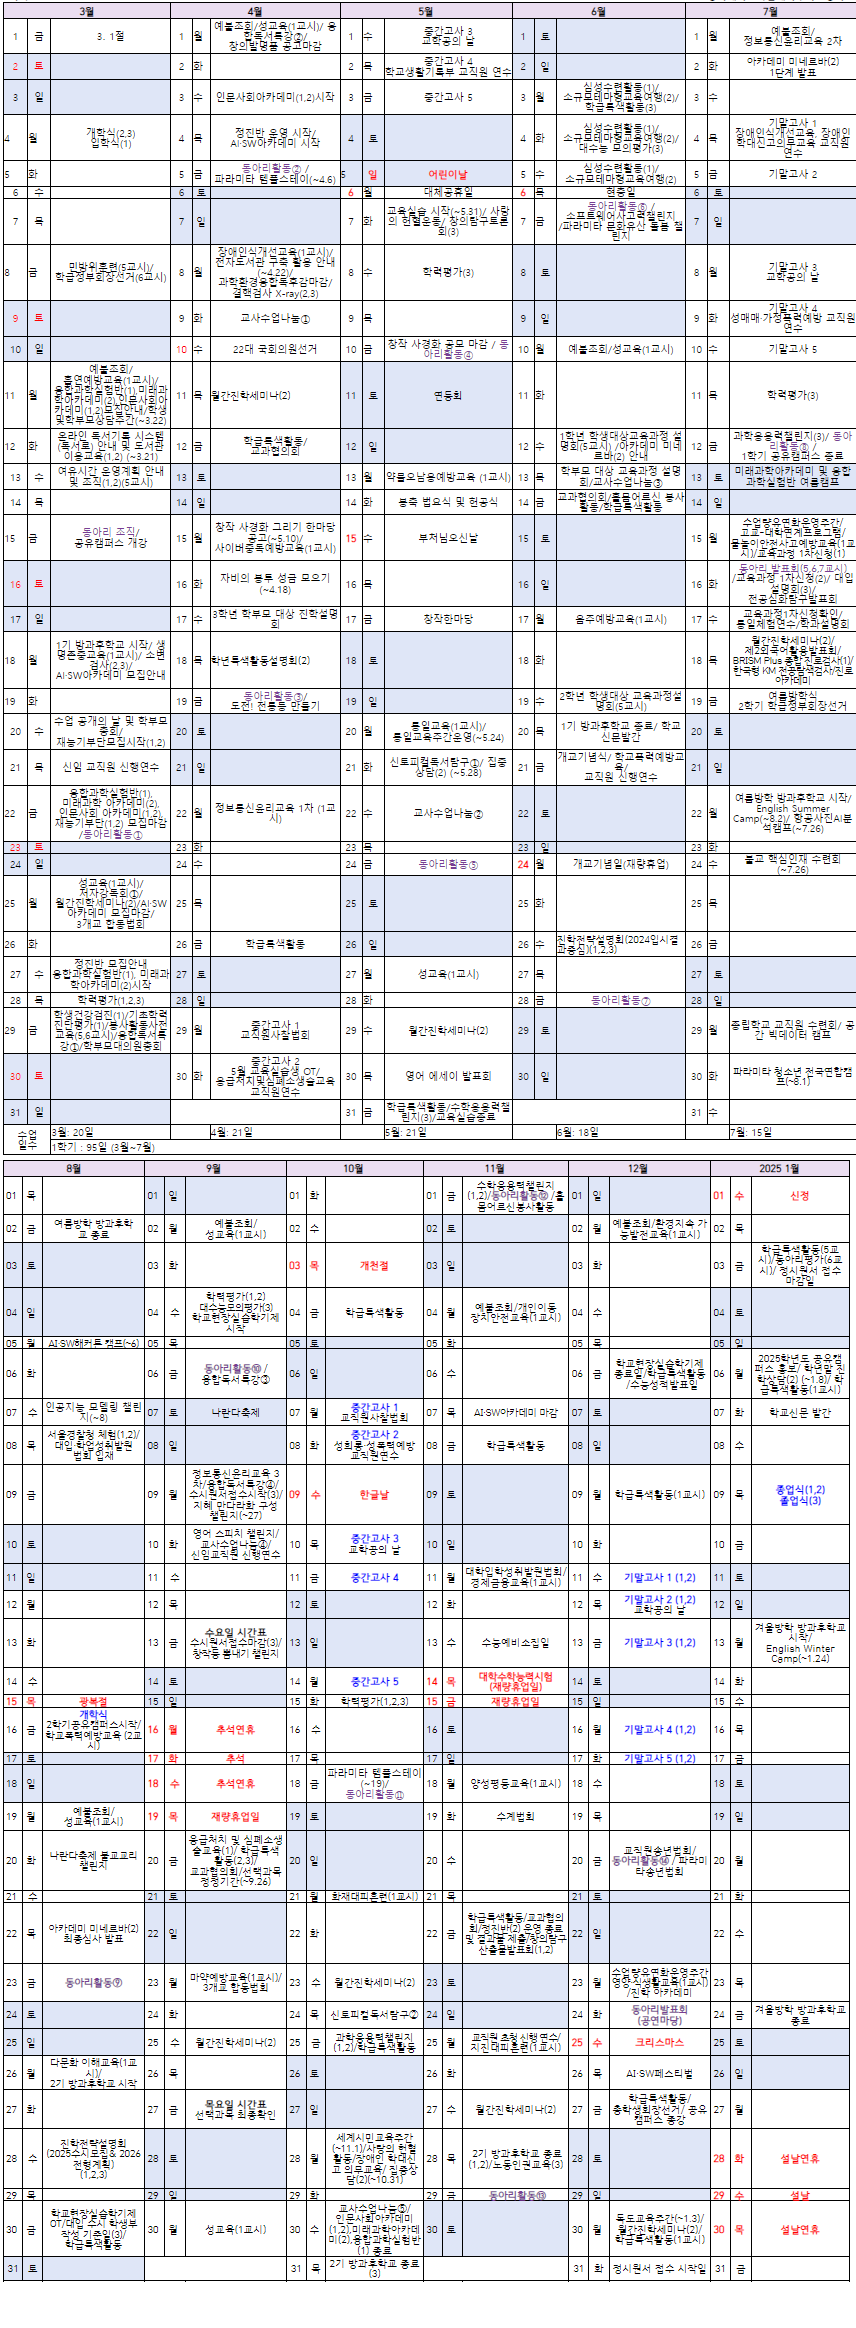 3월 4월 5월 6월 7월
1 금 3. 1절
1 월 예불조회/성교육(1교시)/ 융합독서특강②/ 창의발명품 공고마감
1 수 중간고사 3 교학공의 날
1 토
1 월 예불조회/ 정보통신윤리교육 2차
2 토
2 화
2 목 중간고사 4 학교생활기록부 교직원 연수
2 일
2 화 아카데미 미네르바(2) 1단계 발표
3 일
3 수 인문사회아카데미(1,2)시작
3 금 중간고사 5
3 월 심성수련활동(1)/ 소규모테마형교육여행(2)/ 학급특색활동(3)
3 수
4 월 개학식(2,3) 입학식(1)
4 목 정진반 운영 시작/ AI·SW아카데미 시작
4 토
4 화 심성수련활동(1)/ 소규모테마형교육여행(2)/ 대수능 모의평가(3)
4 목 기말고사 1 장애인식개선교육, 장애인학대신고의무교육 교직원 연수
5 화
5 금 동아리활동② / 파라미타 템플스테이(~4.6)
5 일 어린이날
5 수 심성수련활동(1)/ 소규모테마형교육여행(2)
5 금 기말고사 2
6 수
6 토
6 월 대체공휴일
6 목 현충일
6 토
7 목
7 일
7 화 교육실습 시작(~5.31)/ 사랑의 헌혈운동/ 창의탐구토론회(3)
7 금 동아리활동⑥ / 소프트웨어사고력챌린지 /파라미타 문화유산 돌봄 챌린지
7 일
8 금 민방위훈련(5교시)/ 학급정부회장선거(6교시)
8 월 장애인식개선교육(1교시)/ 전자도서관 구축 활용 안내(~4.22)/ 과학환경융합독후감마감/ 결핵검사 X-ray(2,3)
8 수 학력평가(3)
8 토
8 월 기말고사 3 교학공의 날
9 토
9 화 교사수업나눔①
9 목
9 일
9 화 기말고사 4 성매매·가정폭력예방 교직원 연수
10 일
10 수 22대 국회의원선거
10 금 창작 사경화 공모 마감 / 동아리활동④
10 월 예불조회/성교육(1교시)
10 수 기말고사 5
11 월 예불조회/ 흡연예방교육(1교시)/ 융합과학실험반(1),미래과학아카데미(2),인문사회아카데미(1,2)모집안내/학생및학부모상담주간(~3.22)
11 목 월간진학세미나(2)
11 토 연등회
11 화
11 목 학력평가(3)
12 화 온라인 독서기록 시스템(독서로) 안내 및 도서관 이용교육(1,2) (~3.21)
12 금 학급특색활동/ 교과협의회
12 일
12 수 1학년 학생대상교육과정 설명회(5교시) /아카데미 미네르바(2) 안내
12 금 과학융응력챌린지(3)/ 동아리활동⑧ / 1학기 공유캠퍼스 종료
13 수 여유시간 운영계획 안내 및 조직(1,2)(5교시)
13 토
13 월 약물오남용예방교육 (1교시)
13 목 학부모 대상 교육과정 설명회/교사수업나눔③
13 토 미래과학아카데미 및 융합과학실험반 여름캠프
14 목
14 일
14 화 봉축 법요식 및 헌공식
14 금 교과협의회/홀몸어르신 봉사활동/학급특색활동
14 일
15 금 동아리 조직/ 공유캠퍼스 개강
15 월 창작 사경화 그리기 한마당 공고(~5.10)/ 사이버중독예방교육(1교시)
15 수 부처님오신날
15 토
15 월 수업량유연화운영주간/ 고교-대학연계프로그램/ 물놀이안전사고예방교육(1교시)/교육과정 1차신청(1)
16 토
16 화 자비의 봉투 성금 모으기(~4.18)
16 목
16 일
16 화 동아리 발표회(5,6,7교시) /교육과정 1차신청(2)/ 대입설명회(3)/ 전공심화탐구발표회
17 일
17 수 3학년 학부모 대상 진학설명회
17 금 창작한마당
17 월 음주예방교육(1교시)
17 수 교육과정1차신청확인/ 통일체험연수/학과설명회
18 월 1기 방과후학교 시작/ 생명존중교육(1교시)/ 소변검사(2,3)/ AI·SW아카데미 모집안내
18 목 학년특색활동설명회(2)
18 토
18 화
18 목 월간진학세미나(2)/ 제2외국어활용발표회/ BRISM Plus 종합진로검사(1)/ 한국형 KM 전공탐색검사/진로아카데미
19 화
19 금 동아리활동③/ 도전! 전통등 만들기
19 일
19 수 2학년 학생대상 교육과정설명회(5교시)
19 금 여름방학식 2학기 학급정부회장선거
20 수 수업 공개의 날 및 학부모총회/ 재능기부단모집시작(1,2)
20 토
20 월 통일교육(1교시)/ 통일교육주간운영(~5.24)
20 목 1기 방과후학교 종료/ 학교신문발간
20 토
21 목 신임 교직원 신행연수
21 일
21 화 신토피컬독서탐구①/ 집중상담(2) (~5.28)
21 금 개교기념식/ 학교폭력예방교육/ 교직원 신행연수
21 일
22 금 융합과학실험반(1), 미래과학 아카데미(2), 인문사회 아카데미(1,2), 재능기부단(1,2) 모집마감 /동아리활동①
22 월 정보통신윤리교육 1차 (1교시)
22 수 교사수업나눔②
22 토
22 월 여름방학 방과후학교 시작/ English Summer Camp(~8.2)/ 항공사진AI분석캠프(~7.26)
23 토
23 화
23 목
23 일
23 화
24 일
24 수
24 금 동아리활동⑤
24 월 개교기념일(재량휴업)
24 수 불교 핵심인재 수련회(~7.26)
25 월 성교육(1교시)/ 저자강독회①/ 월간진학세미나(2)/AI·SW아카데미 모집마감/ 3개교 합동법회
25 목
25 토
25 화
25 목
26 화
26 금 학급특색활동
26 일
26 수 진학전략설명회(2024입시결과중심)(1,2,3)
26 금
27 수 정진반 모집안내 융합과학실험반(1), 미래과학아카데미(2)시작
27 토
27 월 성교육(1교시)
27 목
27 토
28 목 학력평가(1,2,3)
28 일
28 화
28 금 동아리활동⑦
28 일
29 금 학생건강검진(1)/기초학력진단평가(1)/봉사활동사전교육(5,6교시)/융합독서특강①/학부모대의원총회
29 월 중간고사 1 교직원사찰법회
29 수 월간진학세미나(2)
29 토
29 월 종립학교 교직원 수련회/ 공간 빅데이터 캠프
30 토
30 화 중간고사 2 5월 교육실습생 OT/ 응급처치및심폐소생술교육 교직원연수
30 목 영어 에세이 발표회
30 일
30 화 파라미타 청소년 전국연합캠프(~8.1)
31 일
31 금 학급특색활동/수학응용력챌린지(3)/교육실습종료
31 수
수업일수 3월: 20일 4월: 21일 5월: 21일 6월: 18일 7월: 15일
1학기 : 95일 (3월~7월)
8월 9월 10월 11월 12월 2025 1월
01 목
01 일
01 화
01 금 수학응용력챌린지(1,2)/동아리활동⑫ /홀몸어르신봉사활동
01 일
01 수 신정
02 금 여름방학 방과후학교 종료
02 월 예불조회/ 성교육(1교시)
02 수
02 토
02 월 예불조회/환경지속 가능발전교육(1교시)
02 목
03 토
03 화
03 목 개천절
03 일
03 화
03 금 학급특색활동(5교시)/동아리평가(6교시)/ 정시원서 접수 마감일
04 일
04 수 학력평가(1,2) 대수능모의평가(3) 학교현장실습학기제 시작
04 금 학급특색활동
04 월 예불조회/개인이동장치안전교육(1교시)
04 수
04 토
05 월 AI·SW해커톤 캠프(~6)
05 목
05 토
05 화
05 목
05 일
06 화
06 금 동아리활동⑩ / 융합독서특강③
06 일
06 수
06 금 학교현장실습학기제 종료일/학급특색활동 /수능성적발표일
06 월 2025학년도 공유캠퍼스 홍보/ 학년말 진학상담(2) (~1.8)/ 학급특색활동(1교시)
07 수 인공지능 모델링 챌린지(~8)
07 토 나란다축제
07 월 중간고사 1 교직원사찰법회
07 목 AI·SW아카데미 마감
07 토
07 화 학교신문 발간
08 목 서울경찰청 체험(1,2)/ 대입·학업성취발원 법회 입재
08 일
08 화 중간고사 2 성희롱·성폭력예방 교직원연수
08 금 학급특색활동
08 일
08 수
09 금
09 월 정보통신윤리교육 3차/융합독서특강④/ 수시원서접수시작(3)/ 지혜 만다라화 구성 챌린지(~27)
09 수 한글날
09 토
09 월 학급특색활동(1교시)
09 목 종업식(1,2) 졸업식(3)
10 토
10 화 영어 스피치 챌린지/ 교사수업나눔④/ 신임교직원 신행연수
10 목 중간고사 3 교학공의 날
10 일
10 화
10 금
11 일
11 수
11 금 중간고사 4
11 월 대학입학성취발원법회/ 경제금융교육(1교시)
11 수 기말고사 1 (1,2)
11 토
12 월
12 목
12 토
12 화
12 목 기말고사 2 (1,2) 교학공의 날
12 일
13 화
13 금 수요일 시간표 수시원서접수마감(3)/ 창작등 뽐내기 챌린지
13 일
13 수 수능예비소집일
13 금 기말고사 3 (1,2)
13 월 겨울방학 방과후학교 시작/ English Winter Camp(~1.24)
14 수
14 토
14 월 중간고사 5
14 목 대학수학능력시험 (재량휴업일)
14 토
14 화
15 목 광복절
15 일
15 화 학력평가(1,2,3)
15 금 재량휴업일
15 일
15 수
16 금 개학식 2학기공유캠퍼스시작/ 학교폭력예방교육 (2교시)
16 월 추석연휴
16 수
16 토
16 월 기말고사 4 (1,2)
16 목
17 토
17 화 추석
17 목
17 일
17 화 기말고사 5 (1,2)
17 금
18 일
18 수 추석연휴
18 금 파라미타 템플스테이(~19)/ 동아리활동⑪
18 월 양성평등교육(1교시)
18 수
18 토
19 월 예불조회/ 성교육(1교시)
19 목 재량휴업일
19 토
19 화 수계법회
19 목
19 일
20 화 나란다축제 불교교리 챌린지
20 금 응급처치 및 심폐소생술교육(1)/ 학급특색활동(2,3)/ 교과협의회/선택과목 정정기간(~9.26)
20 일
20 수
20 금 교직원송년법회/ 동아리활동⑭ / 파라미타송년법회
20 월
21 수
21 토
21 월 화재대피훈련(1교시)
21 목
21 토
21 화
22 목 아카데미 미네르바(2) 최종심사 발표
22 일
22 화
22 금 학급특색활동/교과협의회/정진반(2) 운영 종료 및 결과물 제출/창의탐구산출물발표회(1,2)
22 일
22 수
23 금 동아리활동⑨
23 월 마약예방교육(1교시)/ 3개교 합동법회
23 수 월간진학세미나(2)
23 토
23 월 수업량유연화운영주간 영양·식생활교육(1교시) /진학 아카데미
23 목
24 토
24 화
24 목 신토피컬독서탐구②
24 일
24 화 동아리발표회 (공연마당)
24 금 겨울방학 방과후학교 종료
25 일
25 수 월간진학세미나(2)
25 금 과학응용력챌린지(1,2)/학급특색활동
25 월 교직원 초청 신행 연수/ 지진대피훈련(1교시)
25 수 크리스마스
25 토
26 월 다문화 이해교육(1교시)/ 2기 방과후학교 시작
26 목
26 토
26 화
26 목 AI·SW페스티벌
26 일
27 화
27 금 목요일 시간표 선택과목 최종확인
27 일
27 수 월간진학세미나(2)
27 금 학급특색활동/ 총학생회장선거/ 공유캠퍼스 종강
27 월
28 수 진학전략설명회 (2025수시모집& 2026전형계획) (1,2,3)
28 토
28 월 세계시민교육주간(~11.1)/사랑의 헌혈활동/장애인 학대신고 의무교육/ 집중상담(2)(~10.31)
28 목 2기 방과후학교 종료(1,2)/노동인권교육(3)
28 토
28 화 설날연휴
29 목
29 일
29 화
29 금 동아리활동⑬
29 일
29 수 설날
30 금 학교현장실습학기제 OT/대입 수시 학생부 작성 기준일(3)/ 학급특색활동
30 월 성교육(1교시)
30 수 교사수업나눔⑤/ 인문사회아카데미(1,2),미래과학아카데미(2),융합과학실험반(1) 종료
30 토
30 월 독도교육주간(~1.3)/ 월간진학세미나(2)/ 학급특색활동(1교시)
30 목 설날연휴
31 토
31 목 2기 방과후학교 종료(3)
31 화 정시원서 접수 시작일
31 금